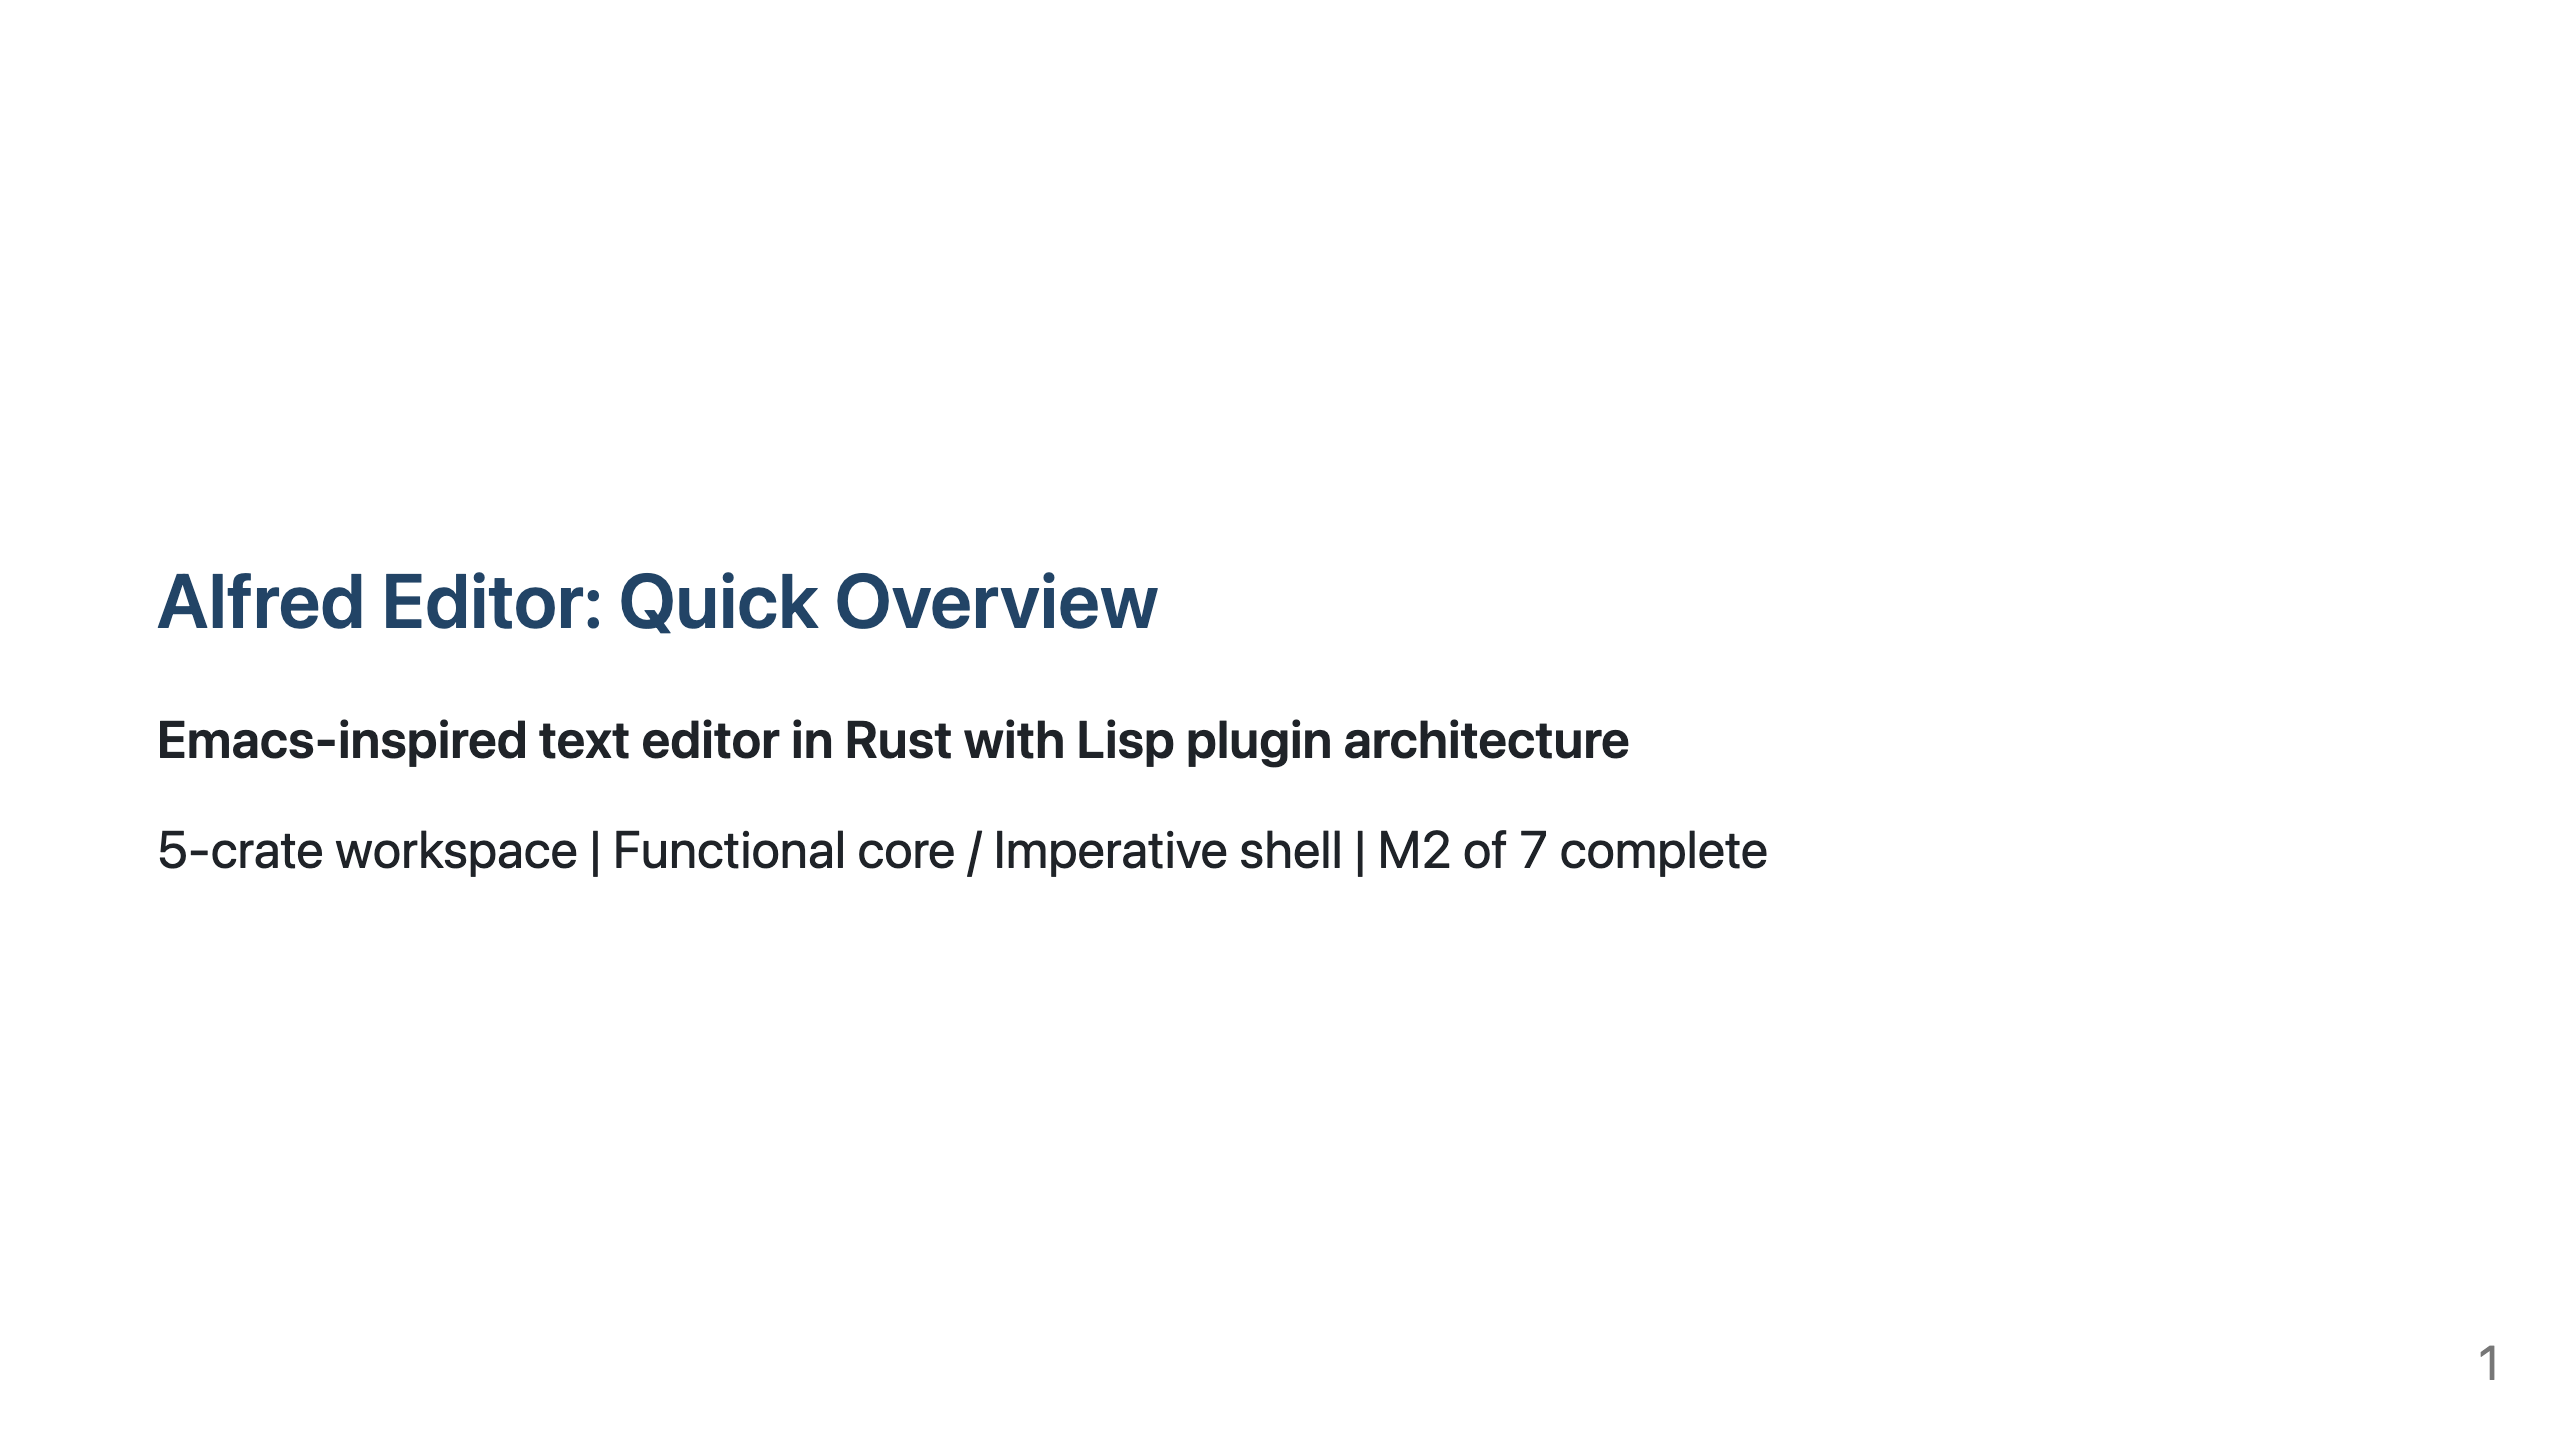 Alfred Editor: Quick Overview
Emacs-inspired text editor in Rust with Lisp plugin architecture
5-crate workspace | Functional core / Imperative shell | M2 of 7 complete
1